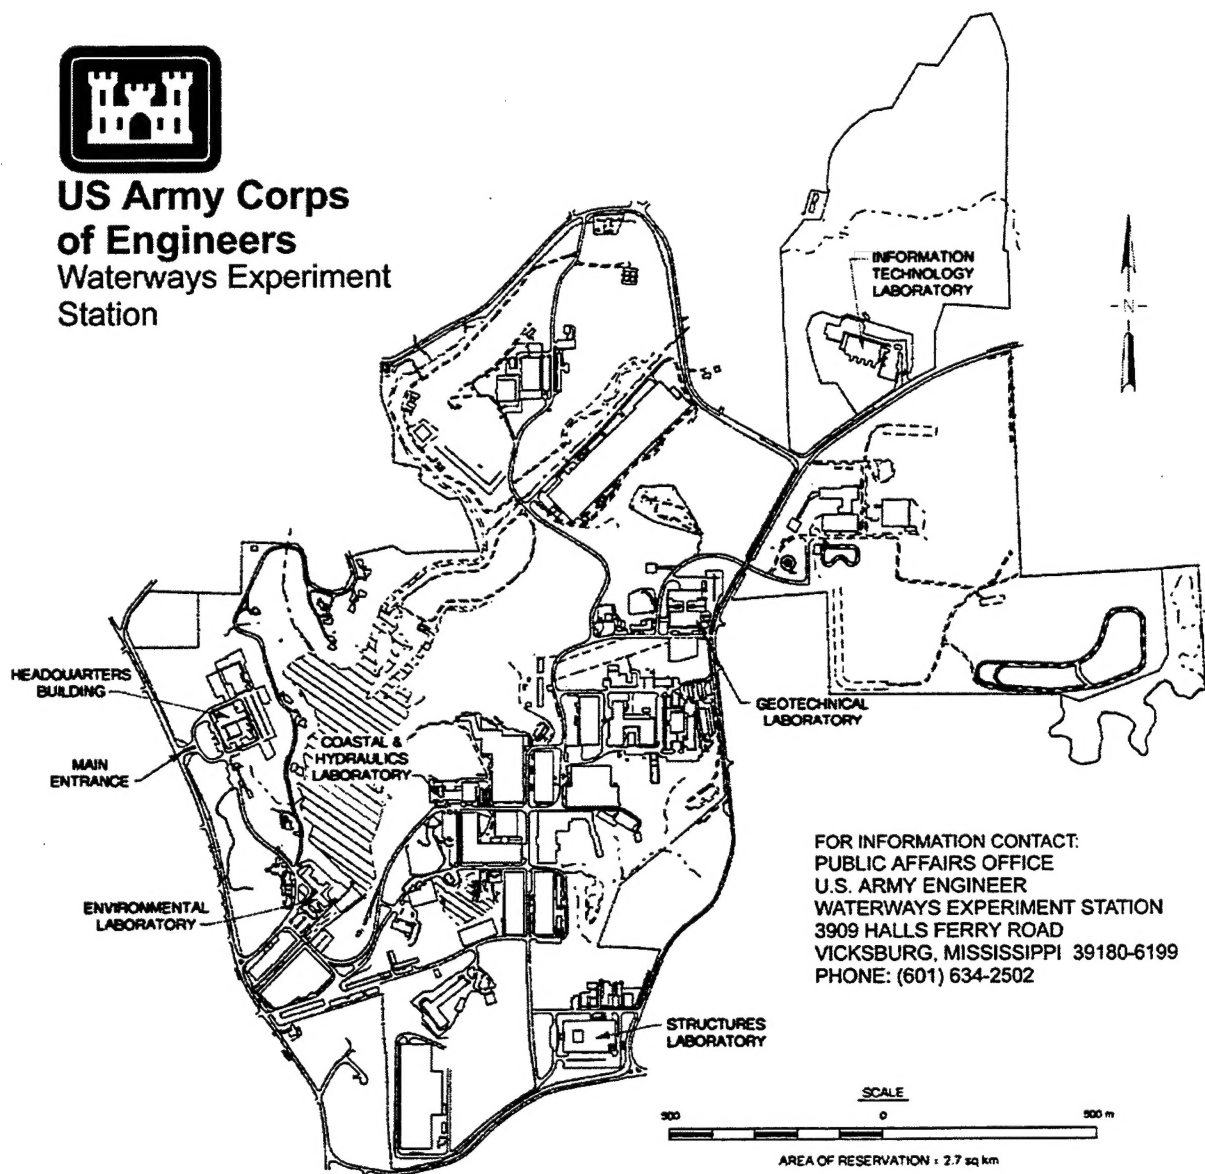 US Army Corps
of Engineers
Waterways Experiment
Station
INFORMATION
TECHNOLOGY
LABORATORY
N
HEADQUARTERS
BUILDING
MAIN
ENTRANCE
COASTAL &
HYDRAULICS
LABORATORY
GEOTECHNICAL
LABORATORY
ENVIRONMENTAL
LABORATORY
STRUCTURES
LABORATORY
FOR INFORMATION CONTACT:
PUBLIC AFFAIRS OFFICE
U.S. ARMY ENGINEER
WATERWAYS EXPERIMENT STATION
3909 HALLS FERRY ROAD
VICKSBURG, MISSISSIPPI 39180-6199
PHONE: (601) 634-2502
SCALE
500 0 500 m
AREA OF RESERVATION = 2.7 sq km